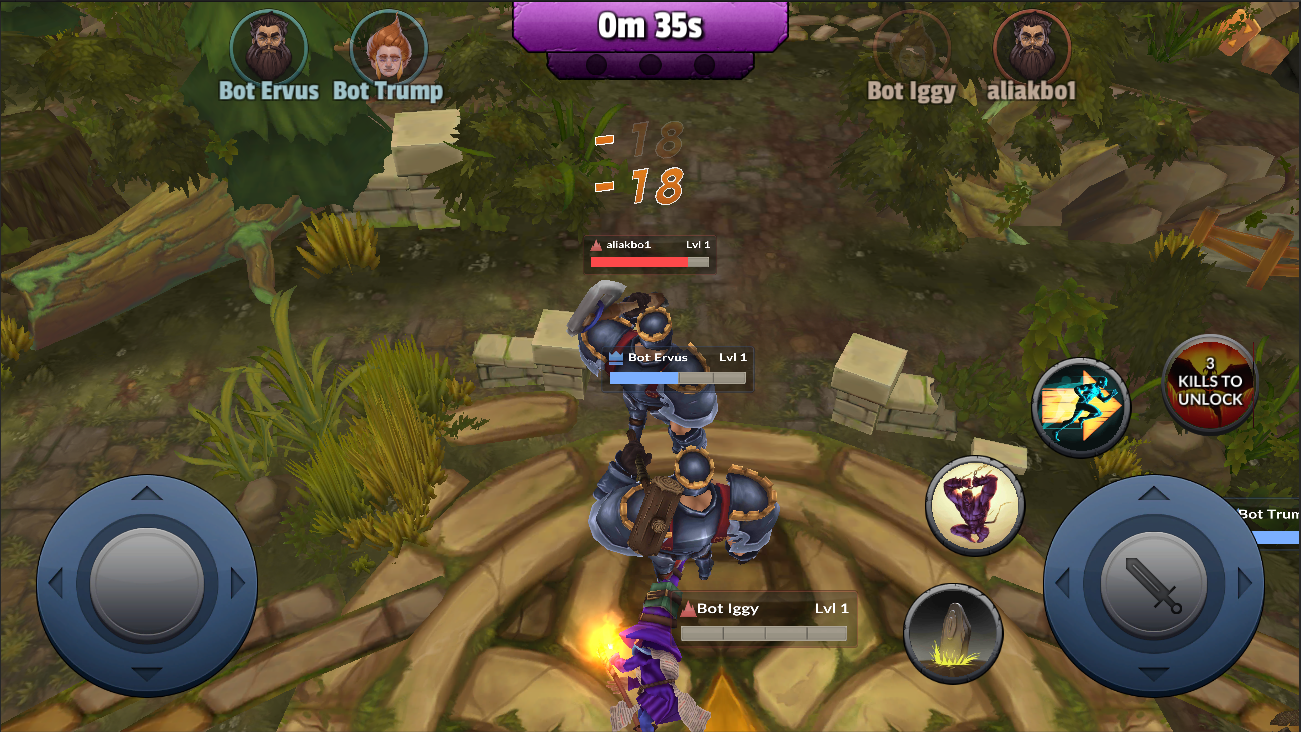 0m 35s
Bot Ervus
Bot Trump
Bot Iggy
aliakbo1
- 18
- 18
aliakbo1 Lvl 1
Bot Ervus Lvl 1
3
KILLS TO
UNLOCK
Bot Trum
Bot Iggy Lvl 1